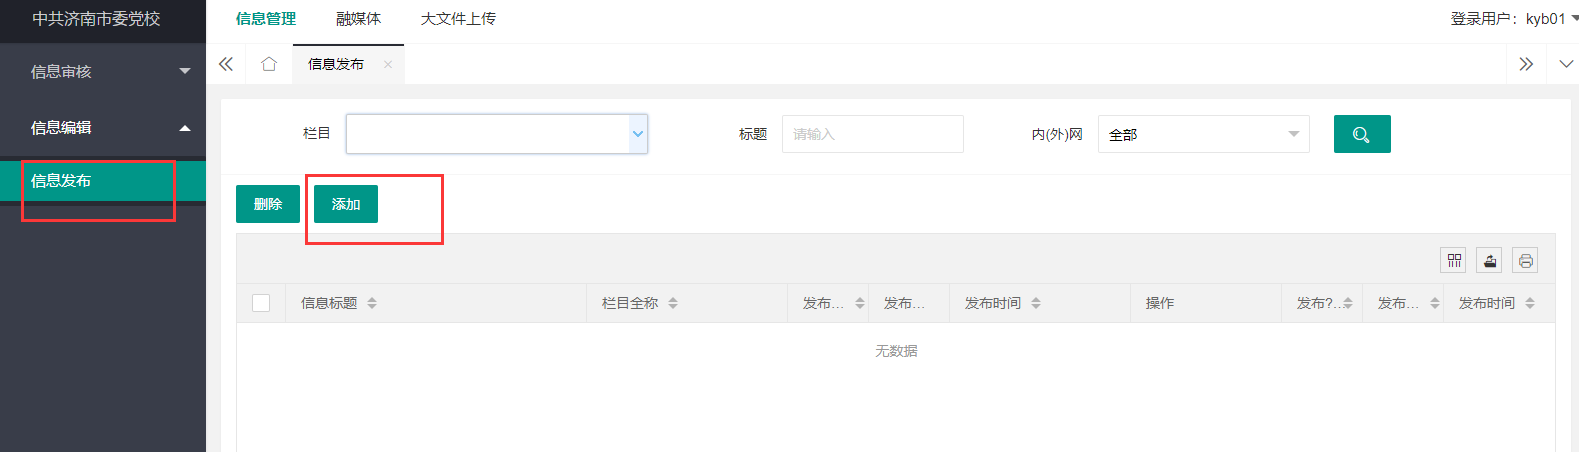 中共济南市委党校
信息管理 融媒体 大文件上传
登录用户：kyb01
信息审核
信息编辑
信息发布
信息发布
栏目
标题 请输入
内(外)网 全部
删除 添加
信息标题 栏目全称 发布... 发布... 发布时间 操作 发布?... 发布... 发布时间
无数据